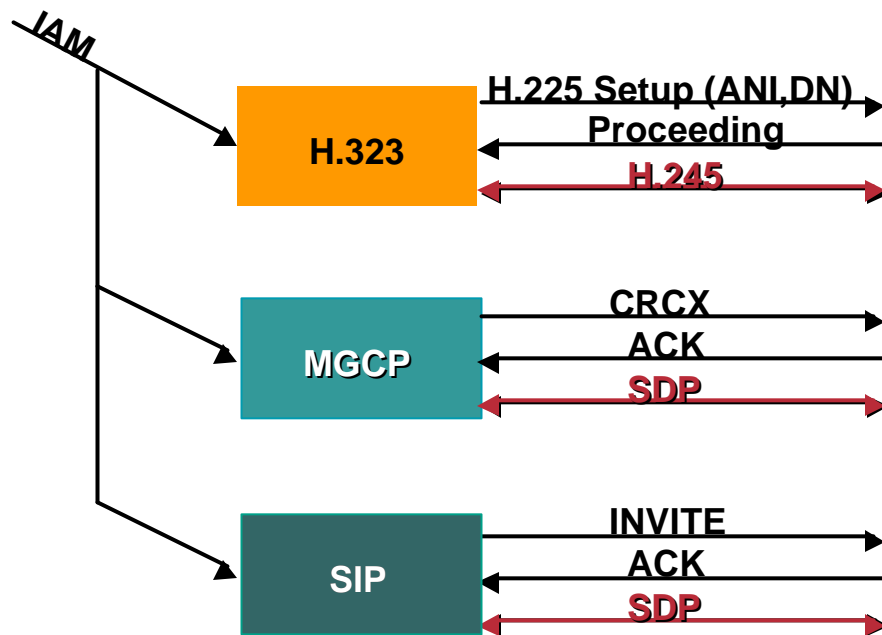 IAM
H.225 Setup (ANI,DN)
Proceeding
H.323
H.245
CRCX
ACK
MGCP
SDP
INVITE
ACK
SIP
SDP